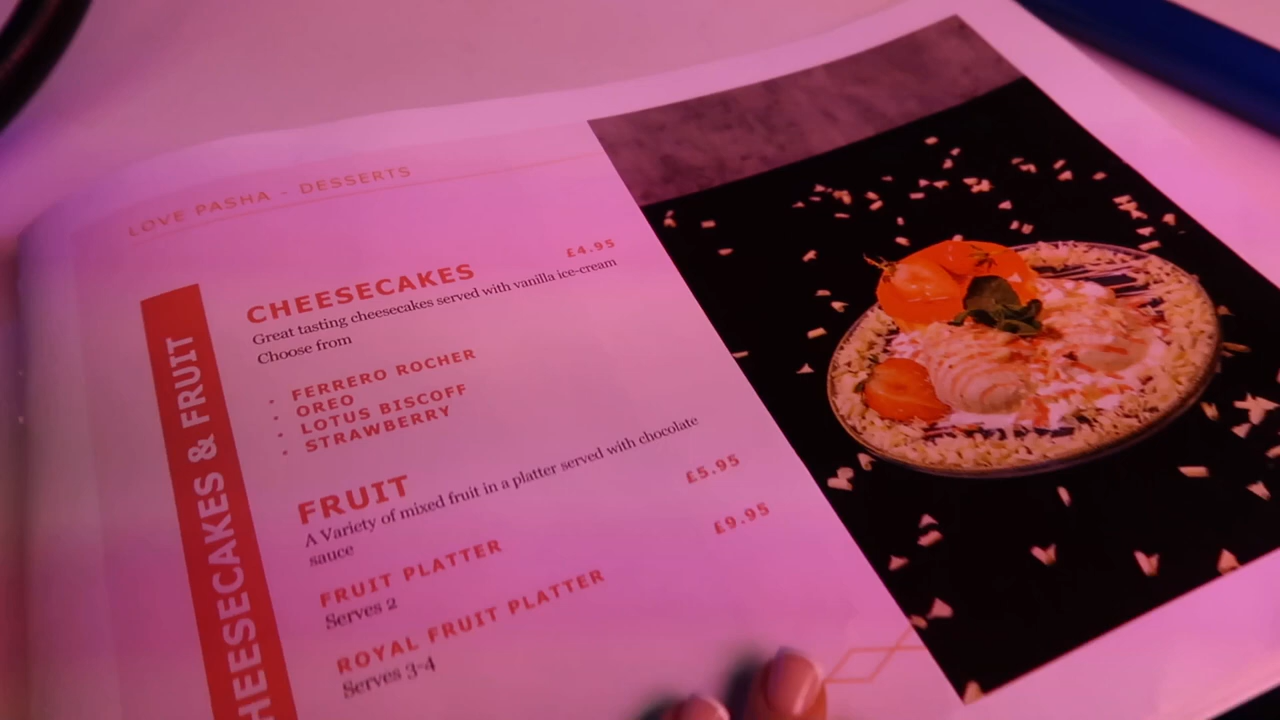 LOVE PASHA - DESSERTS
CHEESECAKES & FRUIT
CHEESECAKES £4.95
Great tasting cheesecakes served with vanilla ice-cream
Choose from
• FERRERO ROCHER
• OREO
• LOTUS BISCOFF
• STRAWBERRY
FRUIT
A Variety of mixed fruit in a platter served with chocolate
sauce
FRUIT PLATTER £5.95
Serves 2
ROYAL FRUIT PLATTER £9.95
Serves 3-4